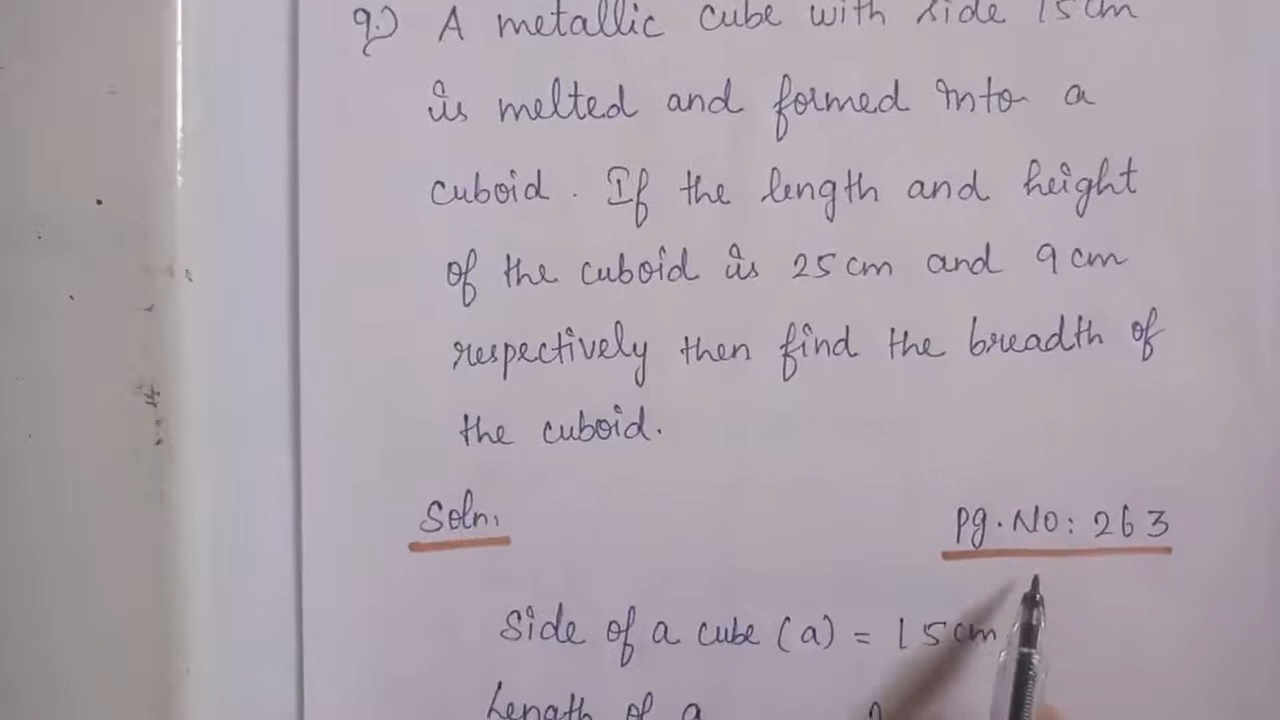 9.) A metallic cube with side 15 cm
is melted and formed into a
cuboid. If the length and height
of the cuboid is 25 cm and 9 cm
respectively then find the breadth of
the cuboid.
Soln.
Pg. No: 263
Side of a cube (a) = 15 cm
Length of a